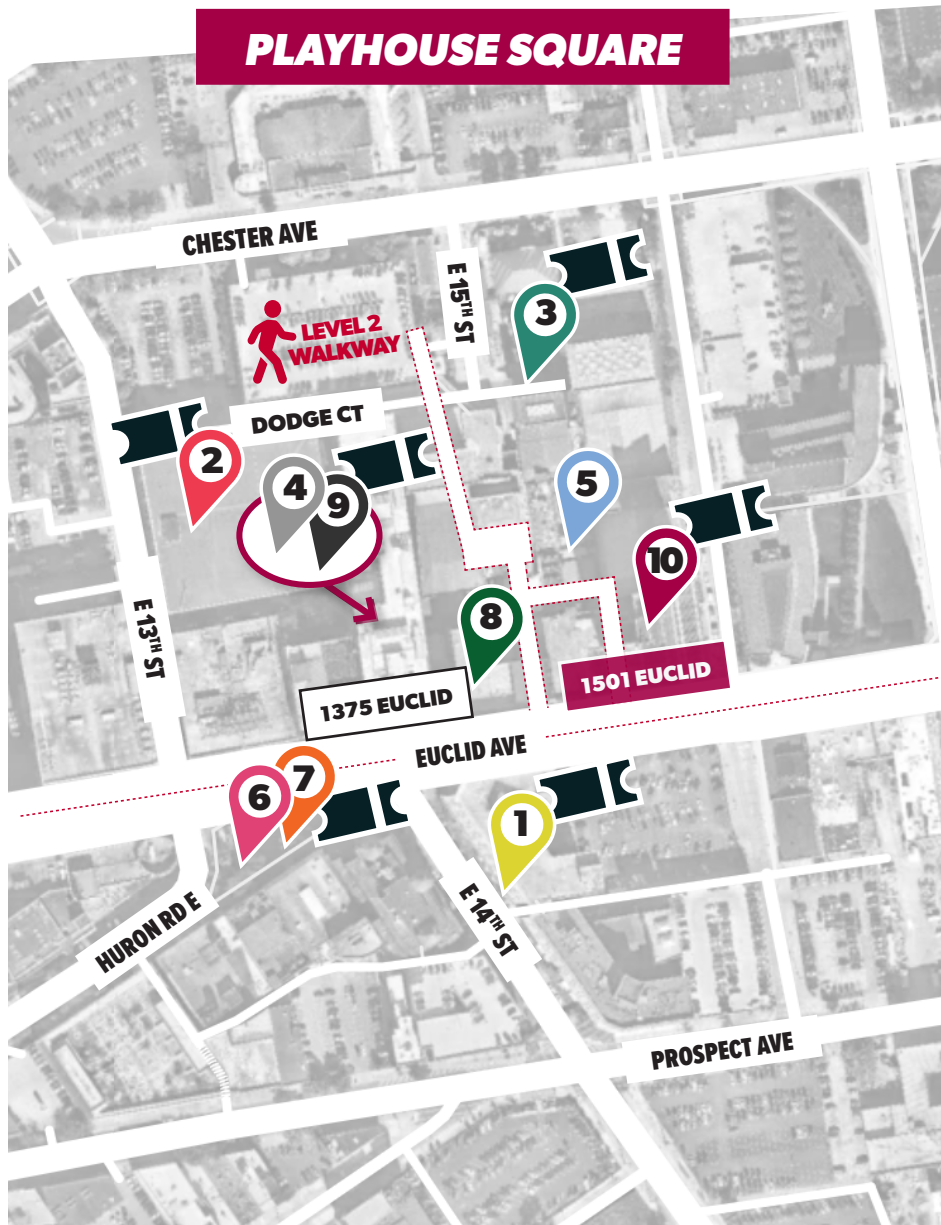 PLAYHOUSE SQUARE
CHESTER AVE
E 15TH ST
3
LEVEL 2
WALKWAY
DODGE CT
2
4
9
5
10
E 13TH ST
8
1501 EUCLID
1375 EUCLID
EUCLID AVE
7
6
1
E 14TH ST
HURON RD E
PROSPECT AVE